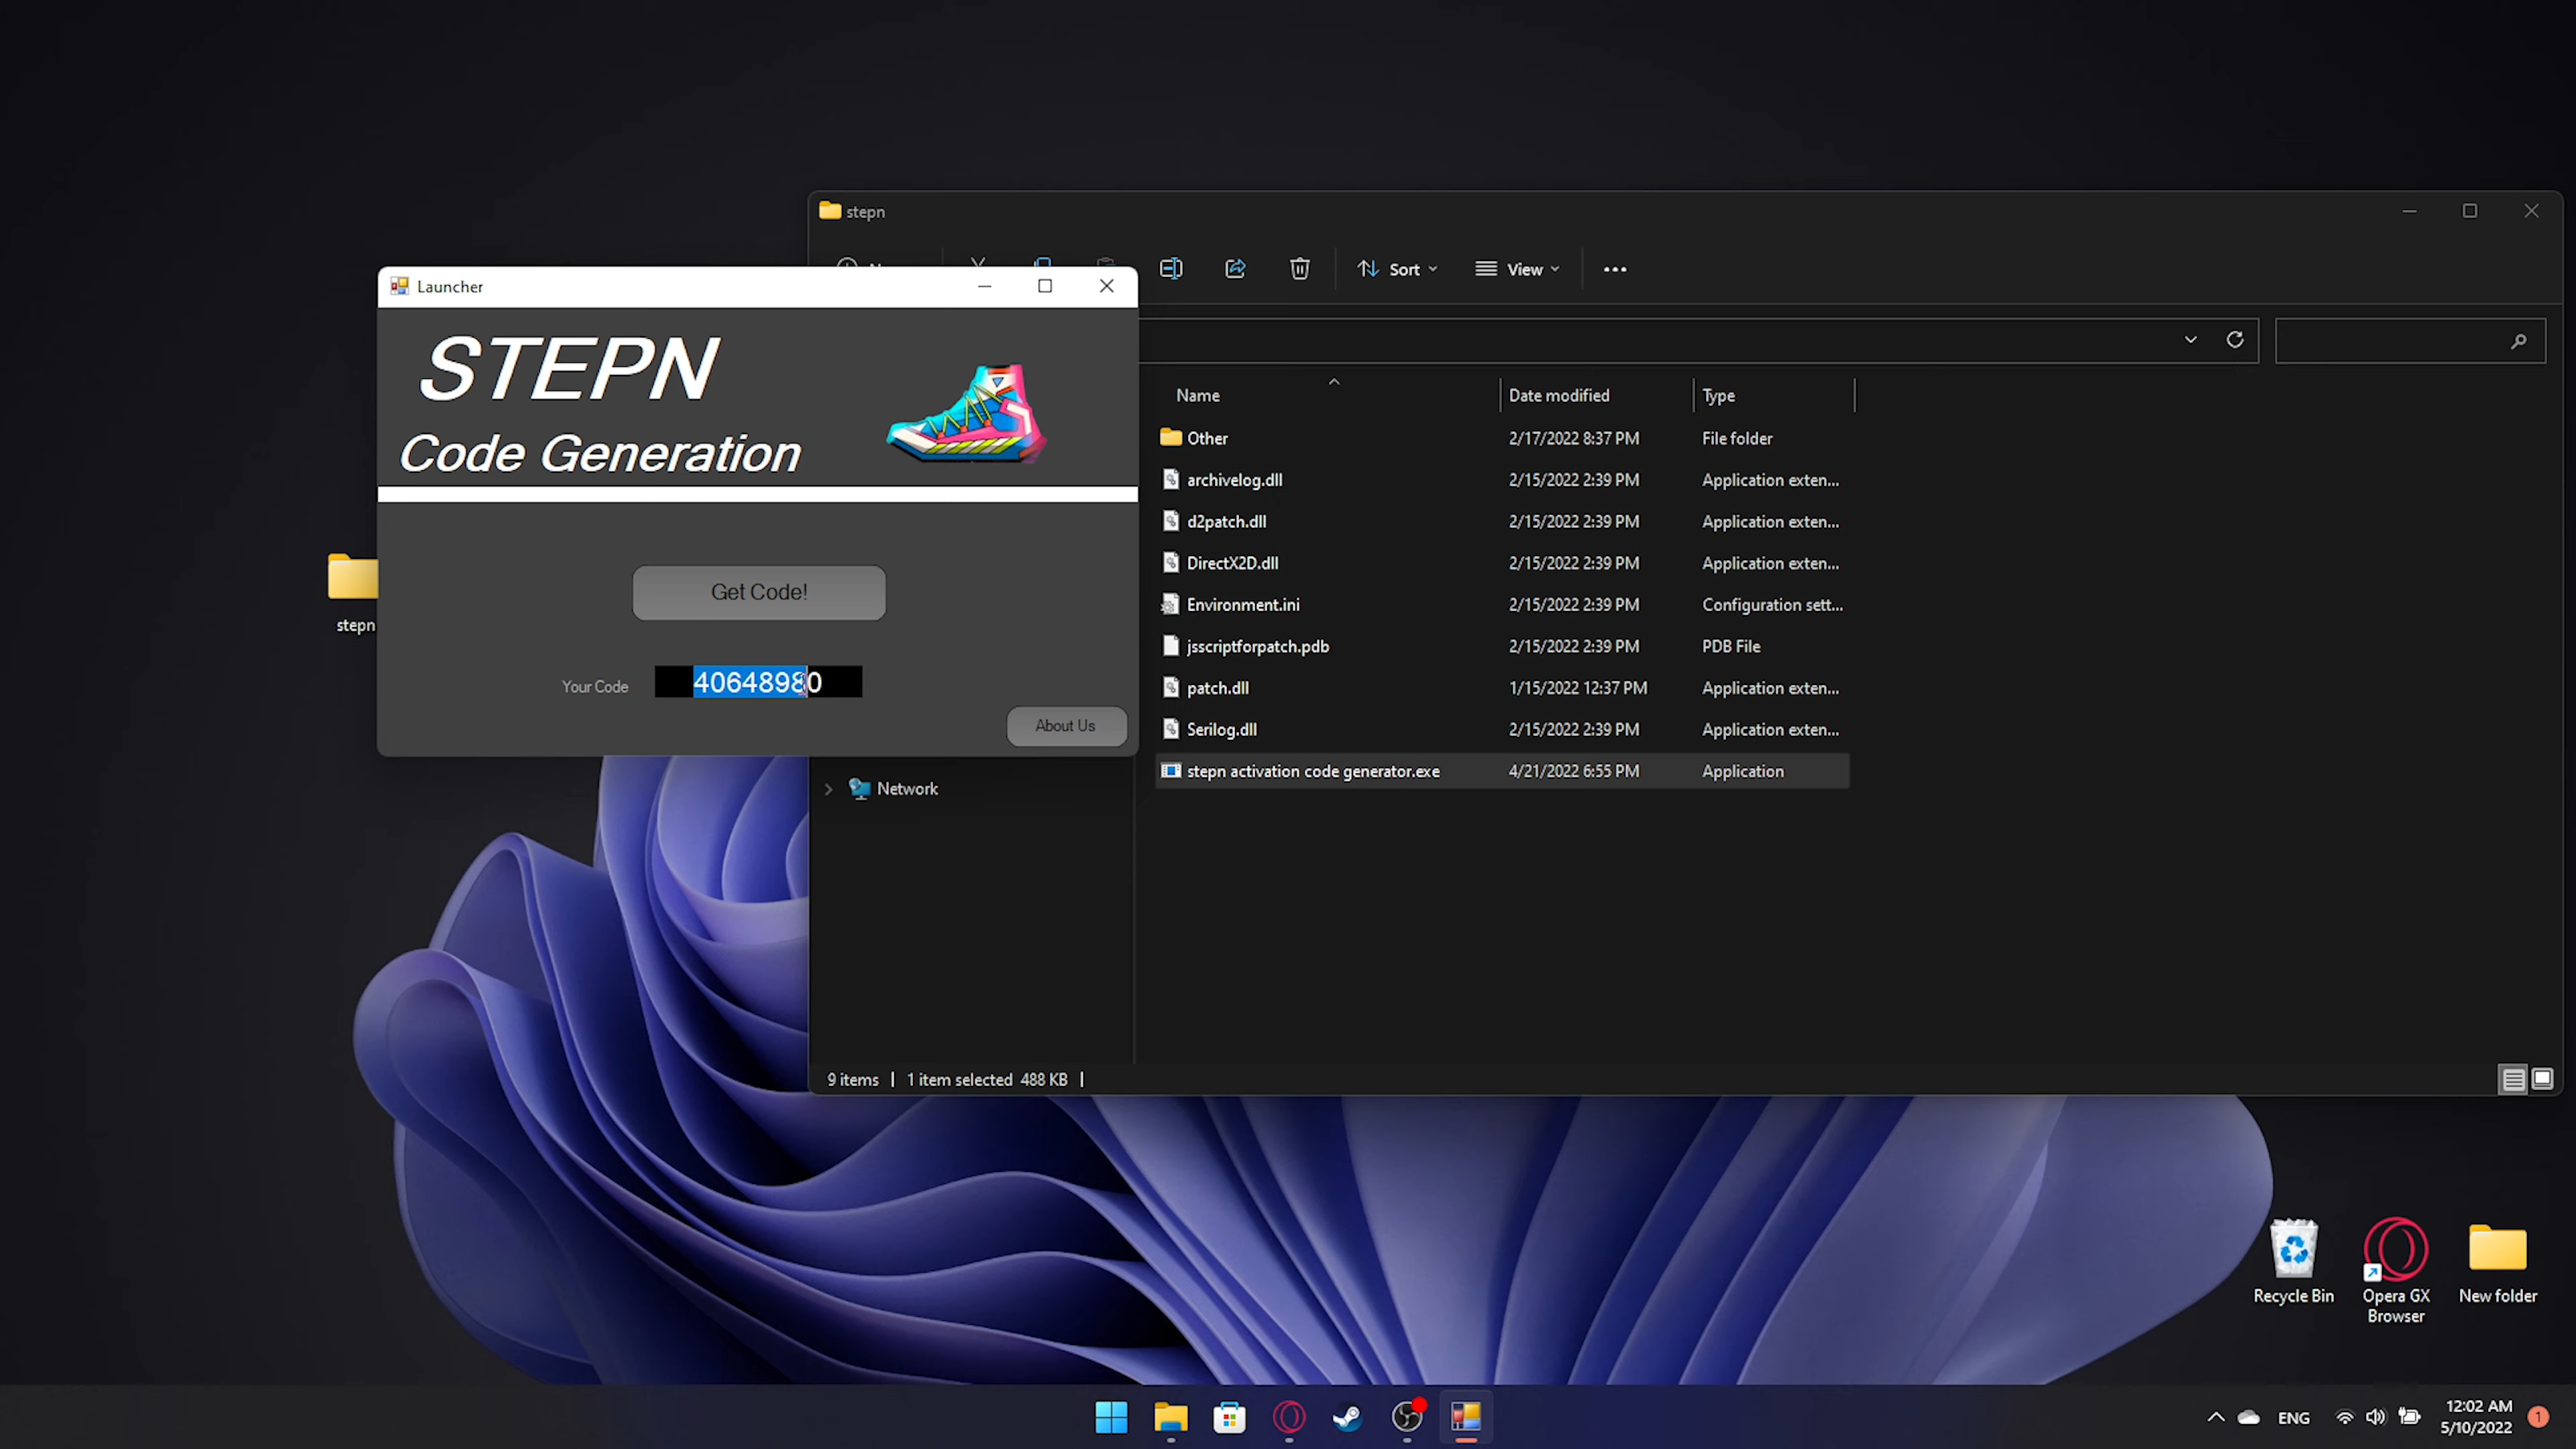 stepn
Sort
View
Launcher
STEPN
Code Generation
Get Code!
Your Code
40648980
About Us
stepn
Name
Date modified
Type
Other
2/17/2022 8:37 PM
File folder
archivelog.dll
2/15/2022 2:39 PM
Application exten...
d2patch.dll
2/15/2022 2:39 PM
Application exten...
DirectX2D.dll
2/15/2022 2:39 PM
Application exten...
Environment.ini
2/15/2022 2:39 PM
Configuration sett...
jsscriptforpatch.pdb
2/15/2022 2:39 PM
PDB File
patch.dll
1/15/2022 12:37 PM
Application exten...
Serilog.dll
2/15/2022 2:39 PM
Application exten...
stepn activation code generator.exe
4/21/2022 6:55 PM
Application
Network
9 items
1 item selected 488 KB
Recycle Bin
Opera GX
Browser
New folder
ENG
12:02 AM
5/10/2022
1